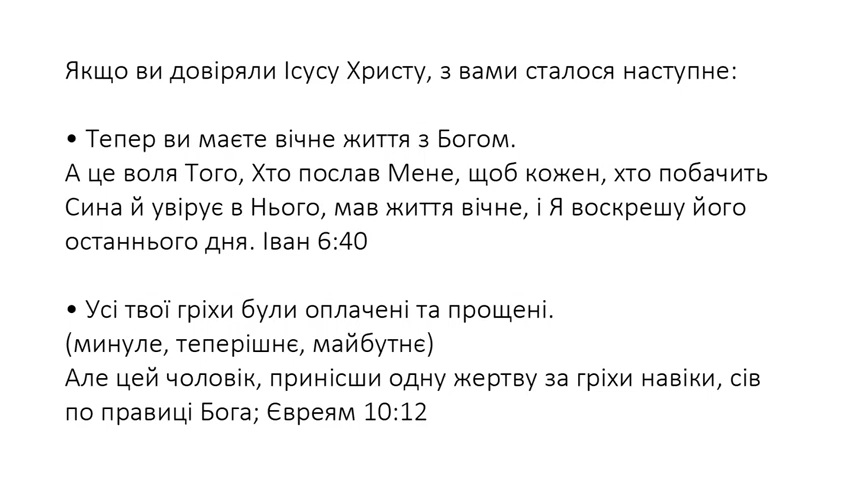 Якщо ви довіряли Ісусу Христу, з вами сталося наступне:
• Тепер ви маєте вічне життя з Богом.
А це воля Того, Хто послав Мене, щоб кожен, хто побачить
Сина й увірує в Нього, мав життя вічне, і Я воскрешу його
останнього дня. Іван 6:40
• Усі твої гріхи були оплачені та прощені.
(минуле, теперішнє, майбутнє)
Але цей чоловік, принісши одну жертву за гріхи навіки, сів
по правиці Бога; Євреям 10:12